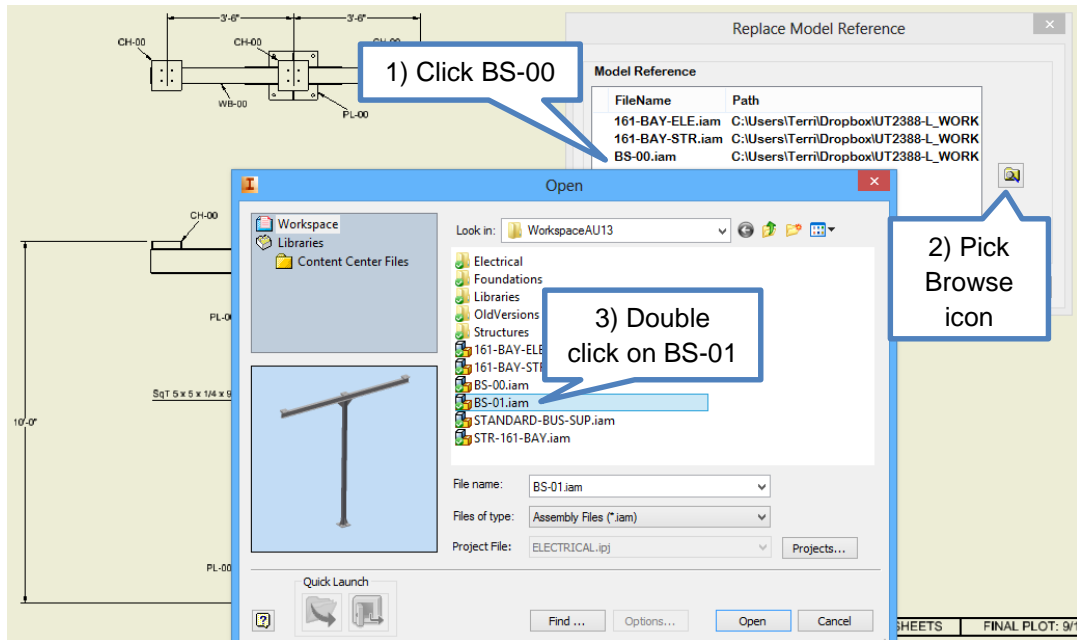 3'-6"
3'-6"
CH-00
CH-00
WB-00
PL-00
CH-00
PL-00
SqT 5 x 5 x 1/4 x 9
10'-0"
PL-00
1) Click BS-00
Replace Model Reference
Model Reference
FileName Path
161-BAY-ELE.iam C:\Users\Terri\Dropbox\UT2388-L_WORK
161-BAY-STR.iam C:\Users\Terri\Dropbox\UT2388-L_WORK
BS-00.iam C:\Users\Terri\Dropbox\UT2388-L_WORK
2) Pick
Browse
icon
Open
Workspace
Libraries
Content Center Files
Look in: WorkspaceAU13
Electrical
Foundations
Libraries
OldVersions
Structures
161-BAY-ELE
161-BAY-STR
BS-00.iam
BS-01.iam
STANDARD-BUS-SUP.iam
STR-161-BAY.iam
3) Double
click on BS-01
File name: BS-01.iam
Files of type: Assembly Files (*.iam)
Project File: ELECTRICAL.ipj Projects...
Quick Launch
Find ... Options... Open Cancel
SHEETS FINAL PLOT: 9/1